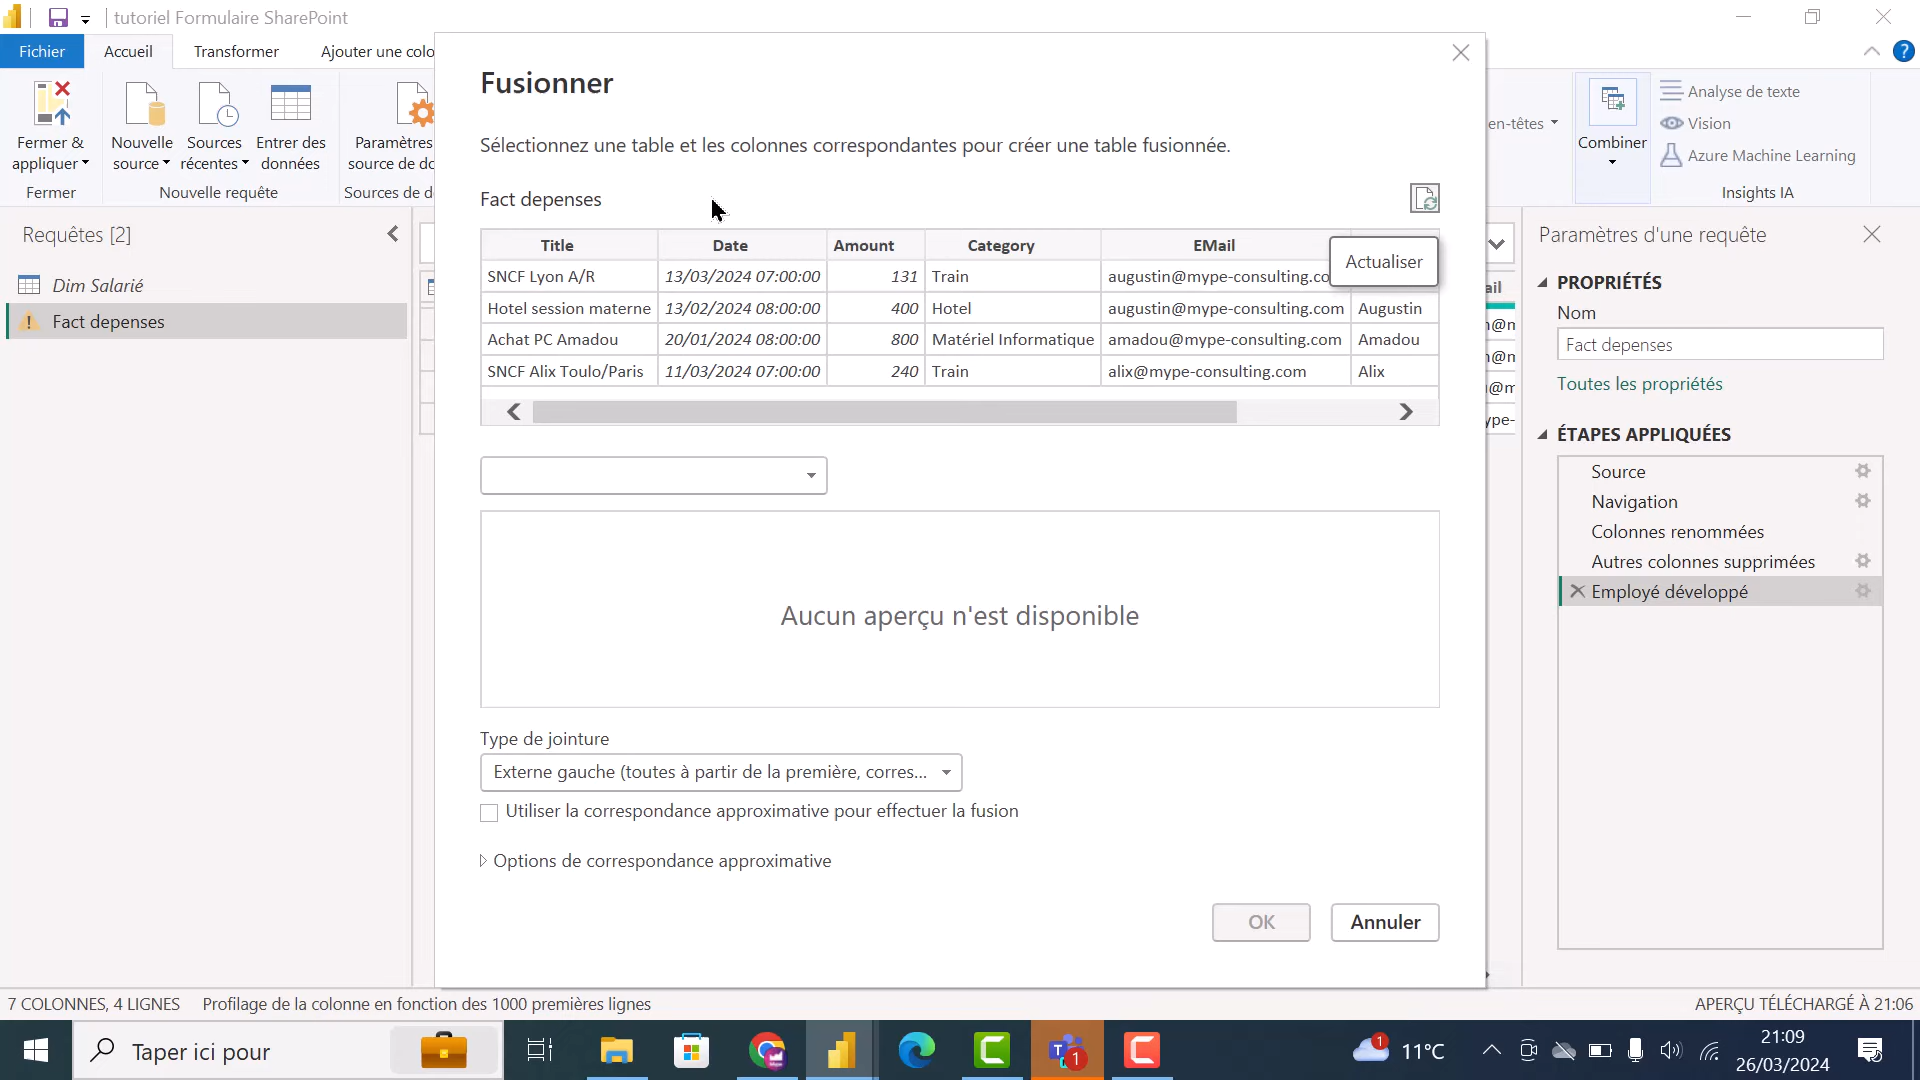 tutoriel Formulaire SharePoint
Fichier
Accueil
Transformer
Ajouter une colo
Fermer &
appliquer
Nouvelle
source
Sources
récentes
Entrer des
données
Paramètres
source de do
en-têtes
Combiner
Analyse de texte
Vision
Azure Machine Learning
Fermer
Nouvelle requête
Sources de d
Insights IA
Requêtes [2]
Dim Salarié
Fact depenses
Fusionner
Sélectionnez une table et les colonnes correspondantes pour créer une table fusionnée.
Fact depenses
Title Date Amount Category EMail
SNCF Lyon A/R 13/03/2024 07:00:00 131 Train augustin@mype-consulting.co
Actualiser
Hotel session materne 13/02/2024 08:00:00 400 Hotel augustin@mype-consulting.com Augustin
Achat PC Amadou 20/01/2024 08:00:00 800 Matériel Informatique amadou@mype-consulting.com Amadou
SNCF Alix Toulo/Paris 11/03/2024 07:00:00 240 Train alix@mype-consulting.com Alix
Aucun aperçu n'est disponible
Type de jointure
Externe gauche (toutes à partir de la première, corres...
Utiliser la correspondance approximative pour effectuer la fusion
Options de correspondance approximative
OK
Annuler
Paramètres d'une requête
PROPRIÉTÉS
Nom
Fact depenses
Toutes les propriétés
ÉTAPES APPLIQUÉES
Source
Navigation
Colonnes renommées
Autres colonnes supprimées
Employé développé
7 COLONNES, 4 LIGNES
Profilage de la colonne en fonction des 1000 premières lignes
APERÇU TÉLÉCHARGÉ À 21:06
Taper ici pour
1
1
11°C
21:09
26/03/2024